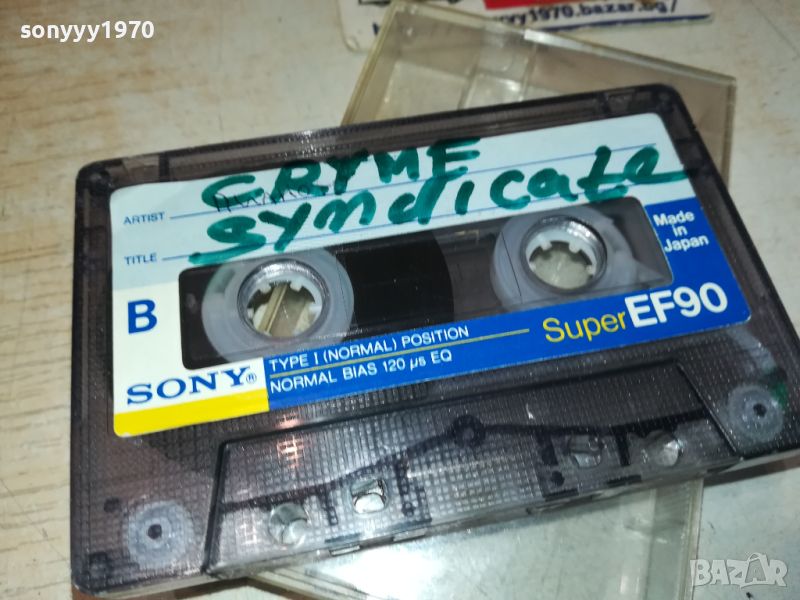 sonyyy1970
sonyyy1970.bazar.bg/
CRYME
ARTIST
syndicate
TITLE
Made
in
Japan
B
Super EF90
TYPE I (NORMAL) POSITION
SONY®
NORMAL BIAS 120 µs EQ
BAZAR